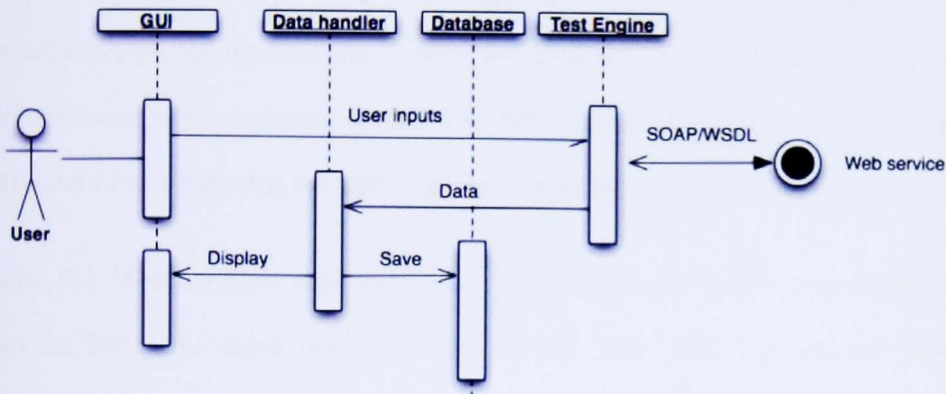 GUI
Data handler
Database
Test Engine
User inputs
SOAP/WSDL
Web service
Data
User
Display
Save